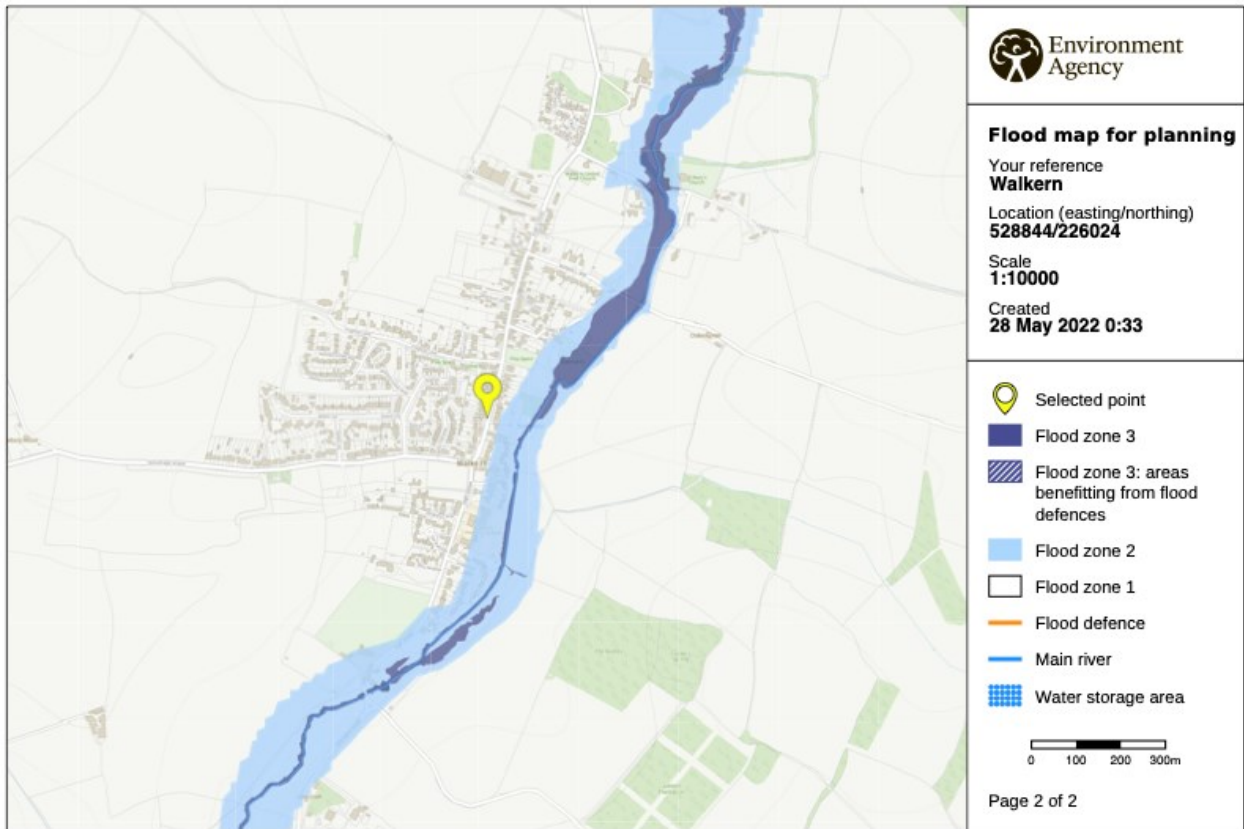 Environment
Agency
Flood map for planning
Your reference
Walkern
Location (easting/northing)
528844/226024
Scale
1:10000
Created
28 May 2022 0:33
Selected point
Flood zone 3
Flood zone 3: areas
benefitting from flood
defences
Flood zone 2
Flood zone 1
Flood defence
Main river
Water storage area
0 100 200 300m
Page 2 of 2